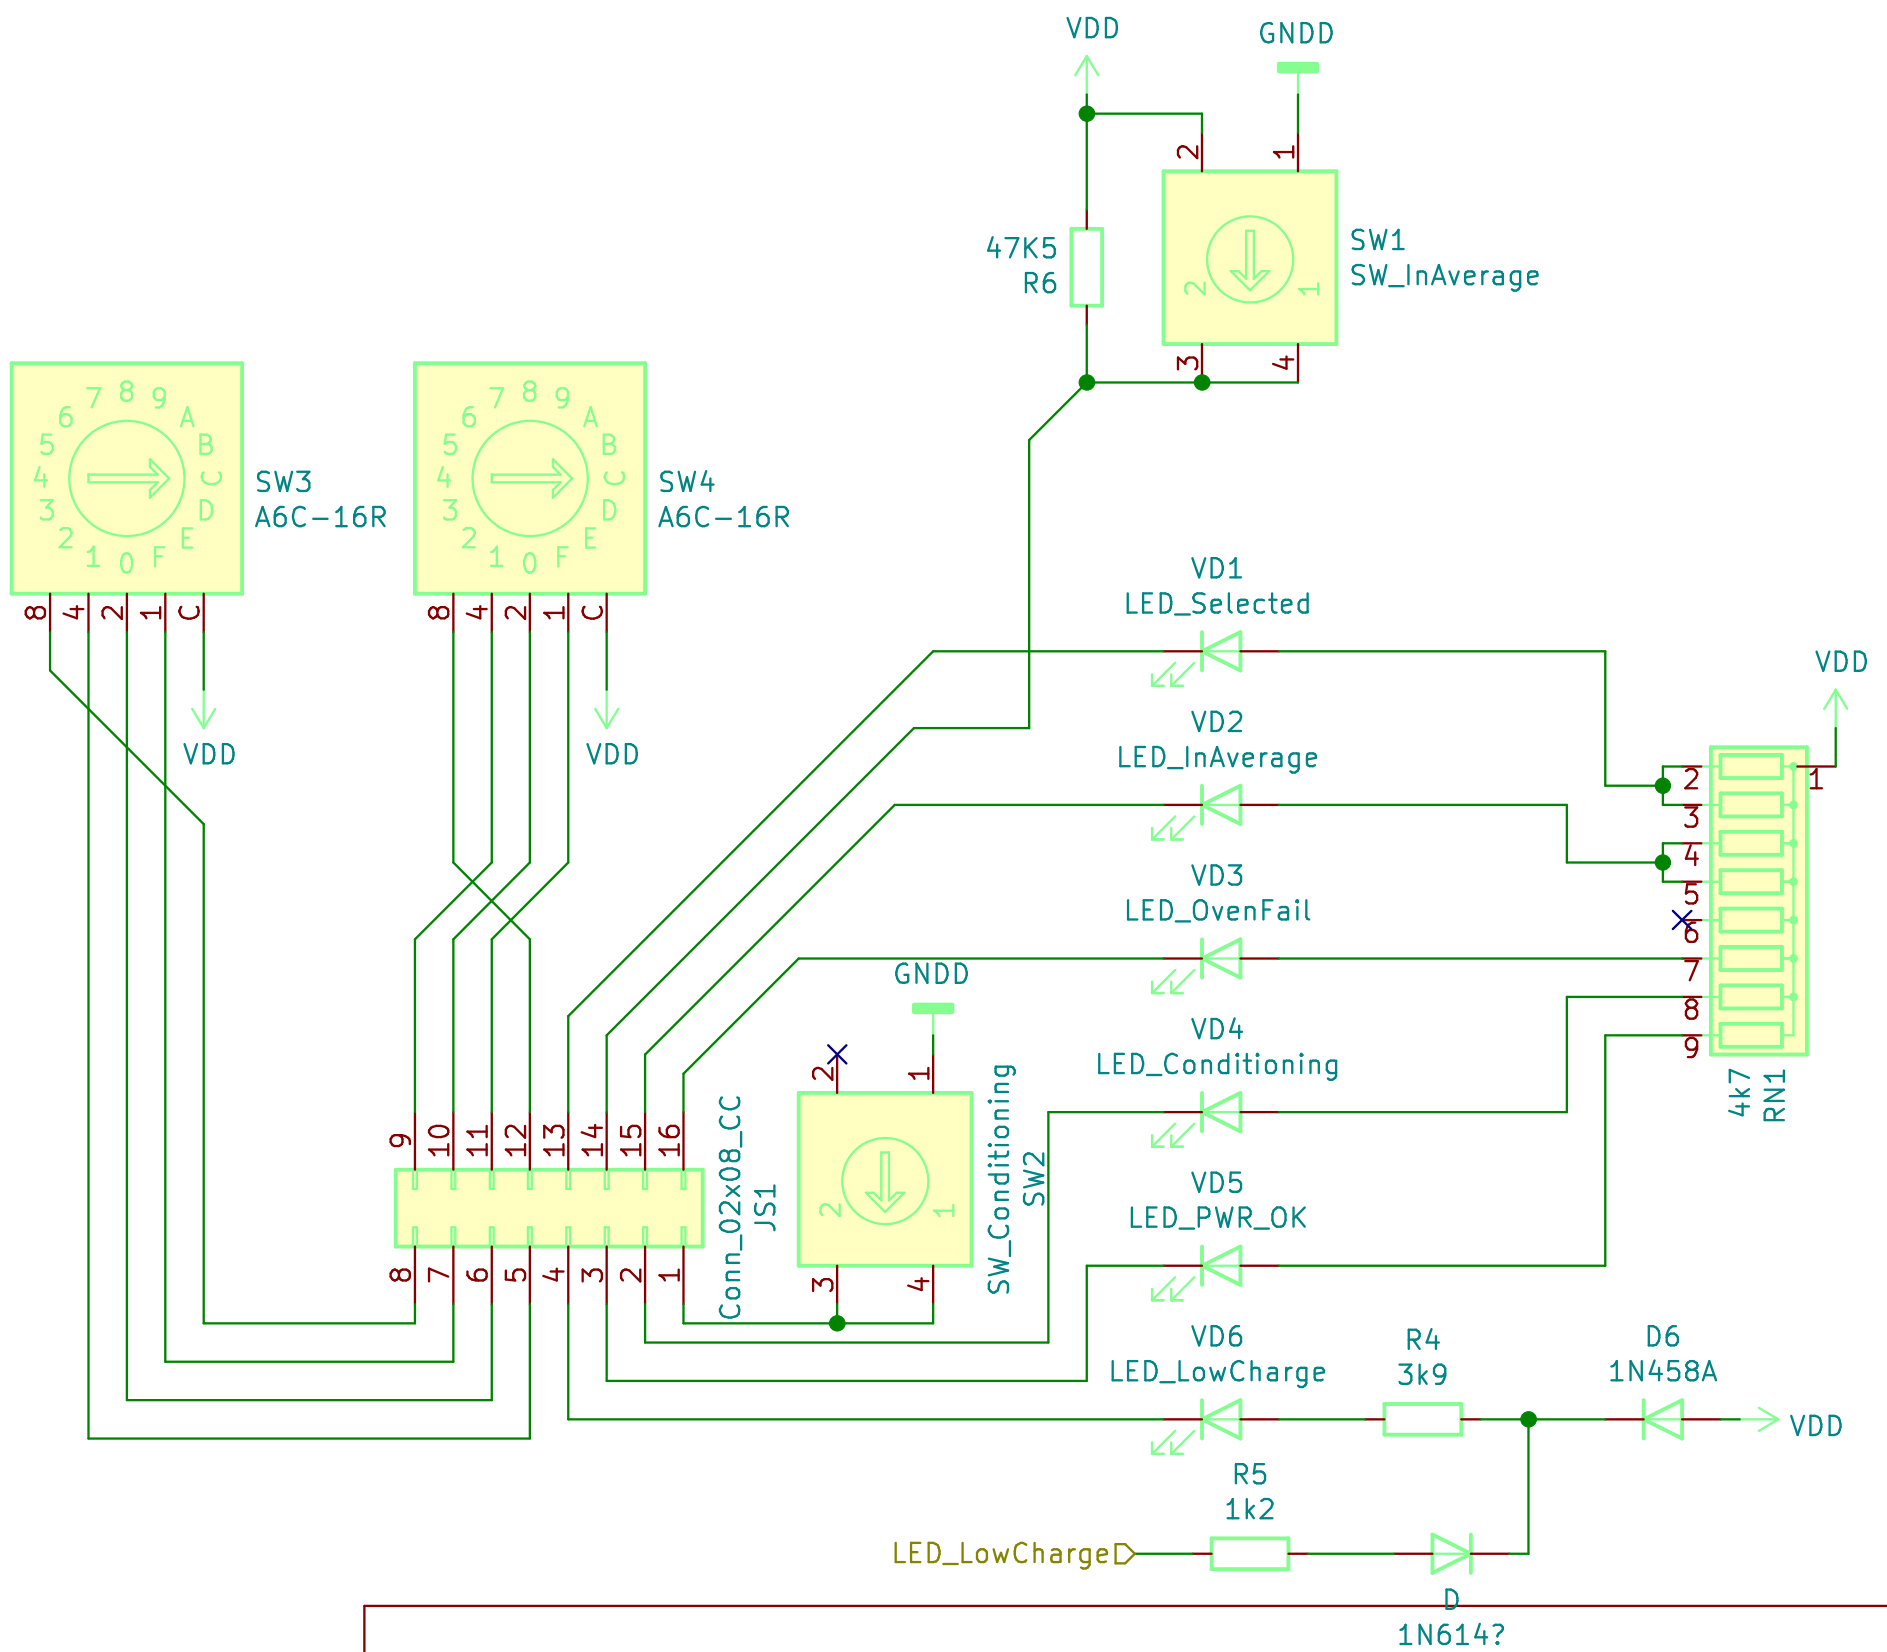 VDD
GNDD
2
1
47K5
R6
2
1
SW1
SW_InAverage
3
4
7 8 9
6 A
5 B
4 C
3 D
2 E
1 0 F
SW3
A6C-16R
8 4 2 1 C
VDD
7 8 9
6 A
5 B
4 C
3 D
2 E
1 0 F
SW4
A6C-16R
8 4 2 1 C
VDD
VD1
LED_Selected
VD2
LED_InAverage
VD3
LED_OvenFail
VD4
LED_Conditioning
VD5
LED_PWR_OK
VD6
LED_LowCharge
VDD
1
2
3
4
5
6
7
8
9
4k7
RN1
GNDD
2
1
2
1
3
4
SW_Conditioning
SW2
9 10 11 12 13 14 15 16
8 7 6 5 4 3 2 1
Conn_02x08_CC
JS1
R4
3k9
D6
1N458A
VDD
R5
1k2
LED_LowCharge
D
1N614?